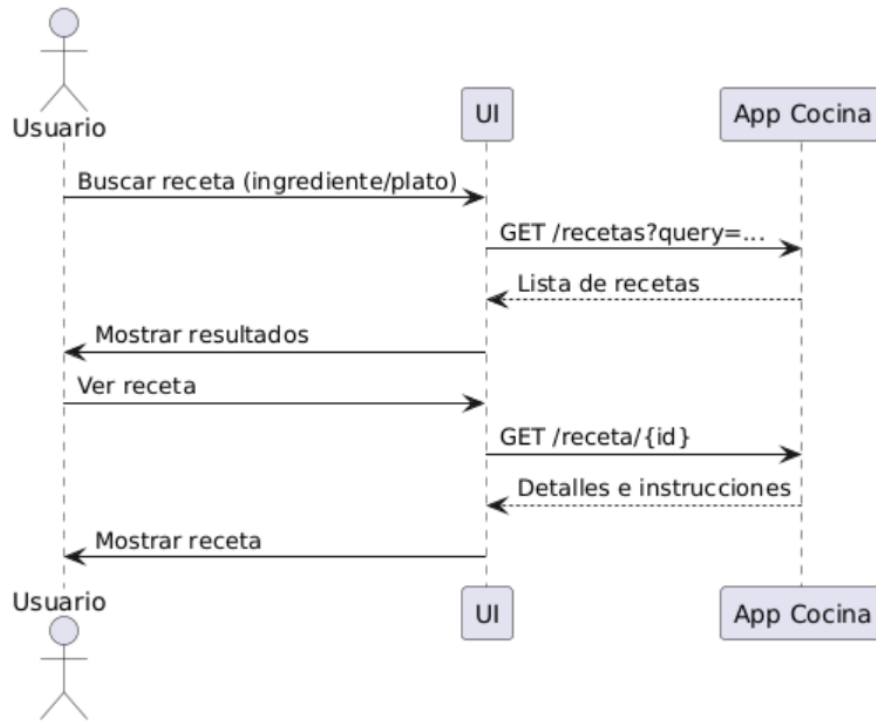 Usuario
UI
App Cocina
Buscar receta (ingrediente/plato)
GET /recetas?query=...
Lista de recetas
Mostrar resultados
Ver receta
GET /receta/{id}
Detalles e instrucciones
Mostrar receta
Usuario
UI
App Cocina